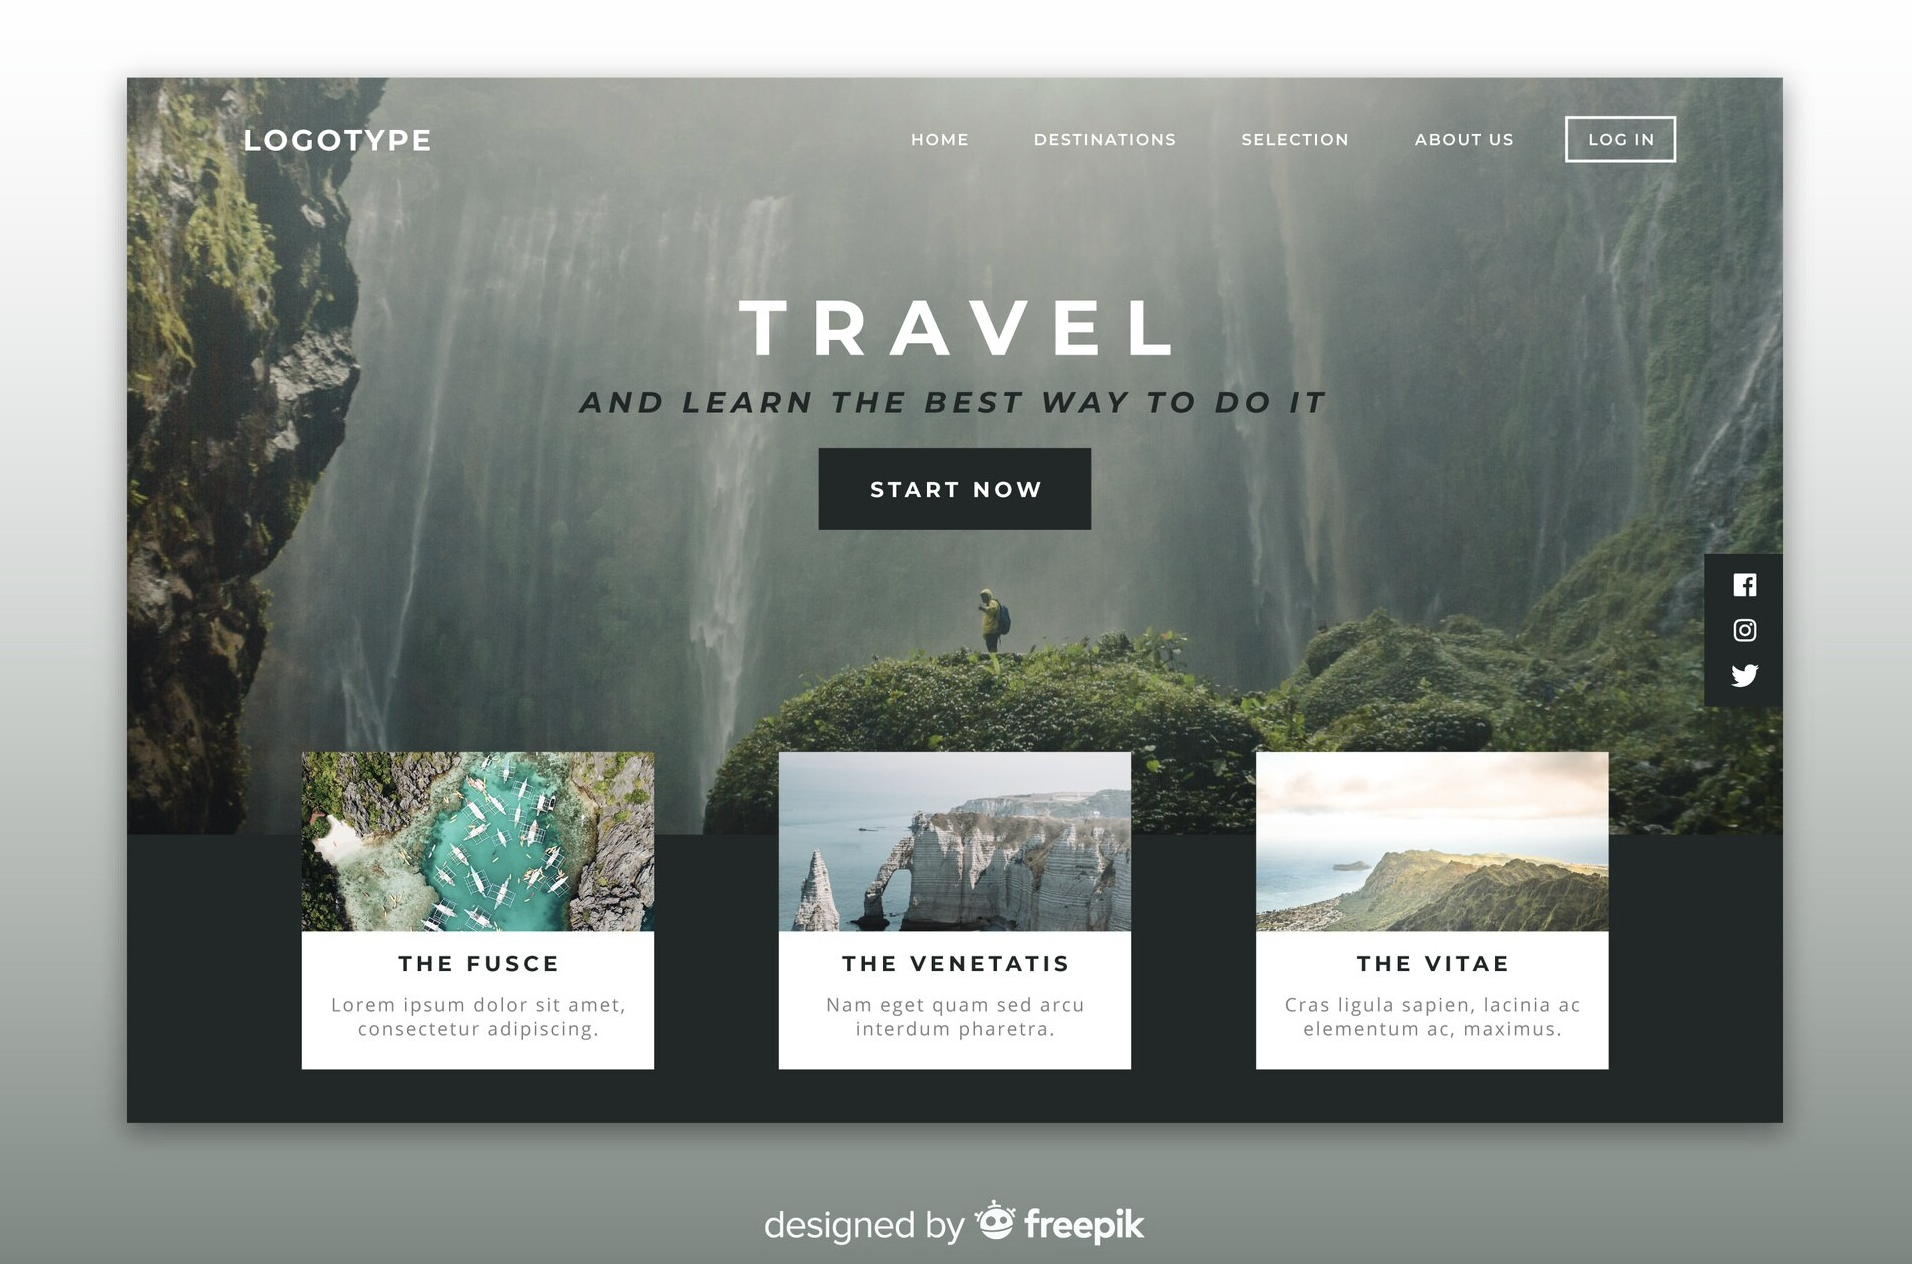 LOGOTYPE
HOME
DESTINATIONS
SELECTION
ABOUT US
LOG IN
TRAVEL
AND LEARN THE BEST WAY TO DO IT
START NOW
THE FUSCE
Lorem ipsum dolor sit amet,
consectetur adipiscing.
THE VENETATIS
Nam eget quam sed arcu
interdum pharetra.
THE VITAE
Cras ligula sapien, lacinia ac
elementum ac, maximus.
designed by freepik